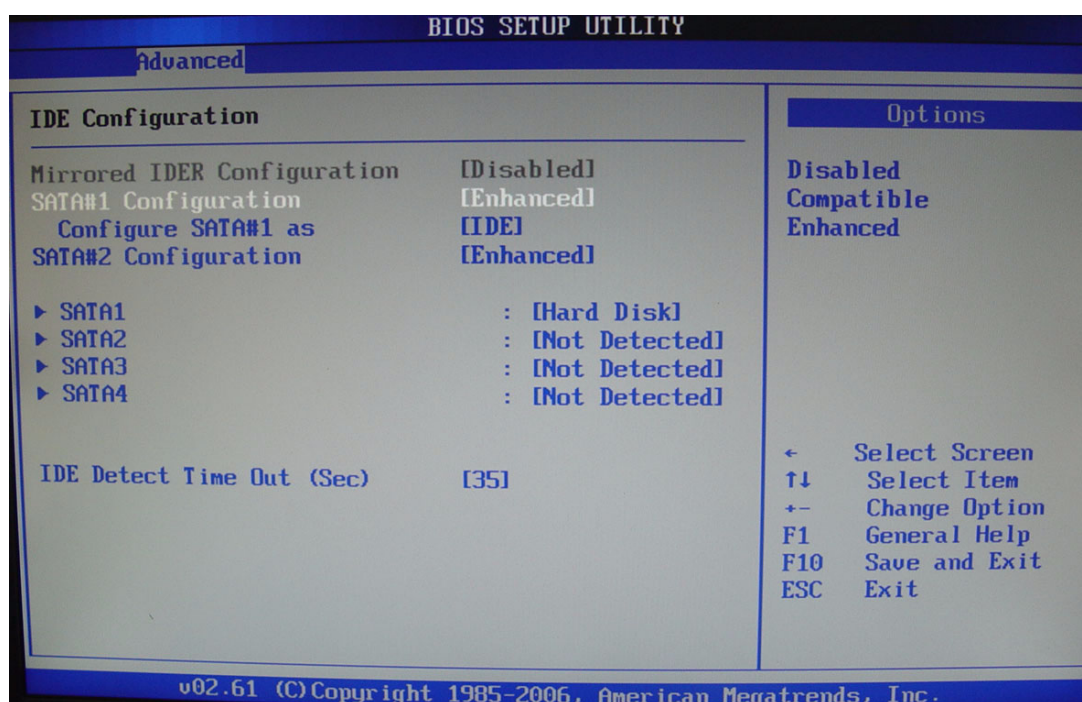 BIOS SETUP UTILITY
Advanced
IDE Configuration
Mirrored IDER Configuration [Disabled]
SATA#1 Configuration [Enhanced]
Configure SATA#1 as [IDE]
SATA#2 Configuration [Enhanced]
▶ SATA1 : [Hard Disk]
▶ SATA2 : [Not Detected]
▶ SATA3 : [Not Detected]
▶ SATA4 : [Not Detected]
IDE Detect Time Out (Sec) [35]
Options
Disabled
Compatible
Enhanced
← Select Screen
↑↓ Select Item
+- Change Option
F1 General Help
F10 Save and Exit
ESC Exit
v02.61 (C)Copyright 1985-2006, American Megatrends, Inc.